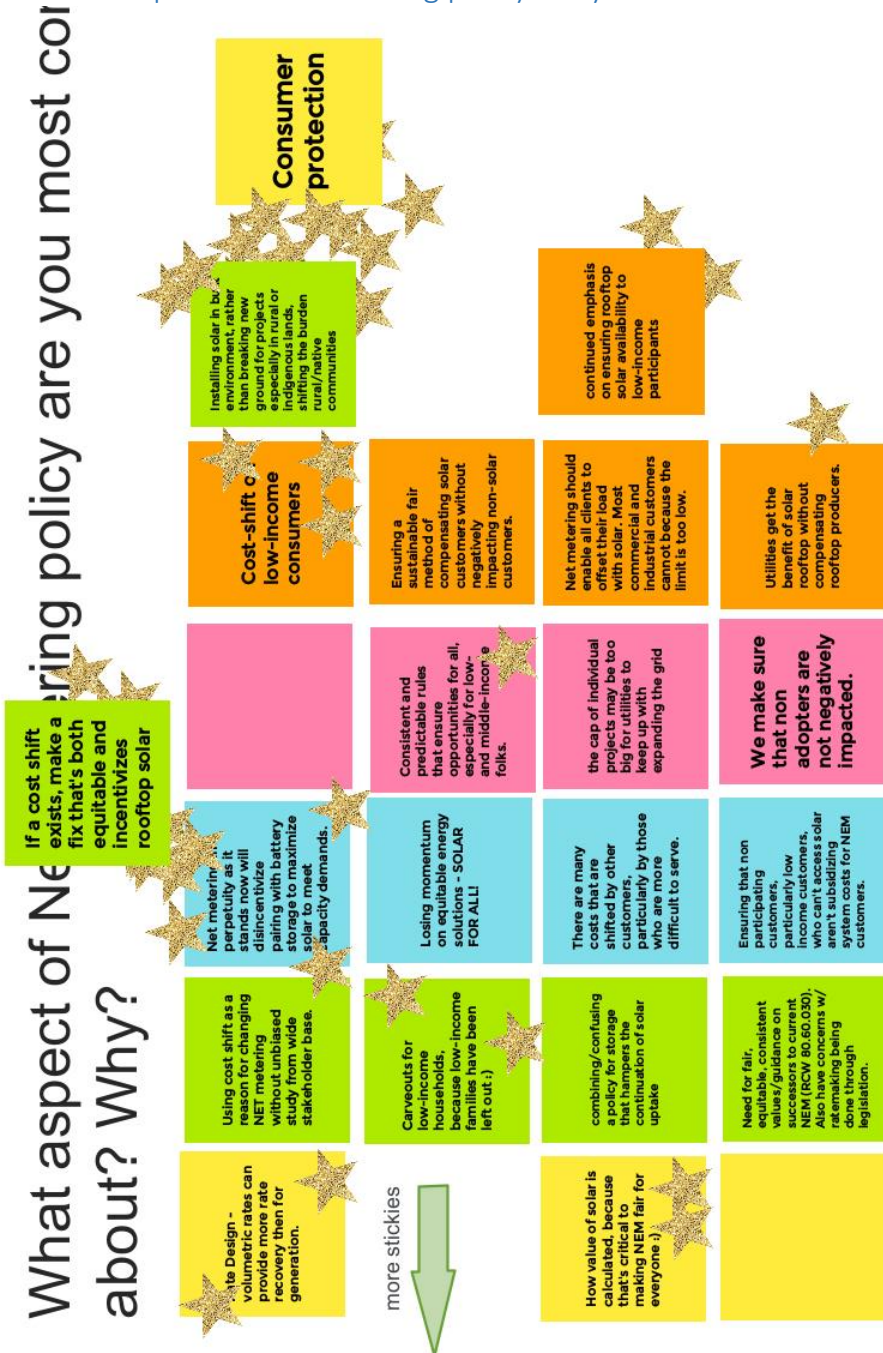 What aspect of policy are you most
about? Why?
If a cost shift
exists, make a
fix that's both
equitable and
incentivizes
rooftop solar
Design -
volumetric rates can
provide more rate
recovery then for
generation.
Using cost shift as a
reason for changing
NET metering
without unbiased
study from wide
stakeholder base.
Net metering
perpetuity as it
stands now will
disincentivize
pairing with battery
storage to maximize
solar to meet
capacity demands.
Cost-shift
low-income
consumers
Installing solar in
environment, rather
than breaking new
ground for projects
especially in rural or
indigenous lands,
shifting the burden
rural/native
communities
Consumer
protection
more stickies
Carveouts for
low-income
households,
because low-income
families have been
left out :)
Losing momentum
on equitable energy
solutions - SOLAR
FOR ALL!
Consistent and
predictable rules
that ensure
opportunities for all,
especially for low-
and middle-income
folks.
Ensuring a
sustainable fair
method of
compensating solar
customers without
negatively
impacting non-solar
customers.
How value of solar is
calculated, because
that's critical to
making NEM fair for
everyone :)
combining/confusing
a policy for storage
that hampers the
continuation of solar
uptake
There are many
costs that are
shifted by other
customers,
particularly by those
who are more
difficult to serve.
the cap of individual
projects may be too
big for utilities to
keep up with
expanding the grid
Net metering should
enable all clients to
offset their load
with solar. Most
commercial and
industrial customers
cannot because the
limit is too low.
continued emphasis
on ensuring rooftop
solar availability to
low-income
participants
Need for fair,
equitable, consistent
values/guidance on
successors to current
NEM (RCW 80.60.030).
Also have concerns w/
ratemaking being
done through
legislation.
Ensuring that non
participating
customers,
particularly low
income customers,
who can't access solar
aren't subsidizing
system costs for NEM
customers.
We make sure
that non
adopters are
not negatively
impacted.
Utilities get the
benefit of solar
rooftop without
compensating
rooftop producers.